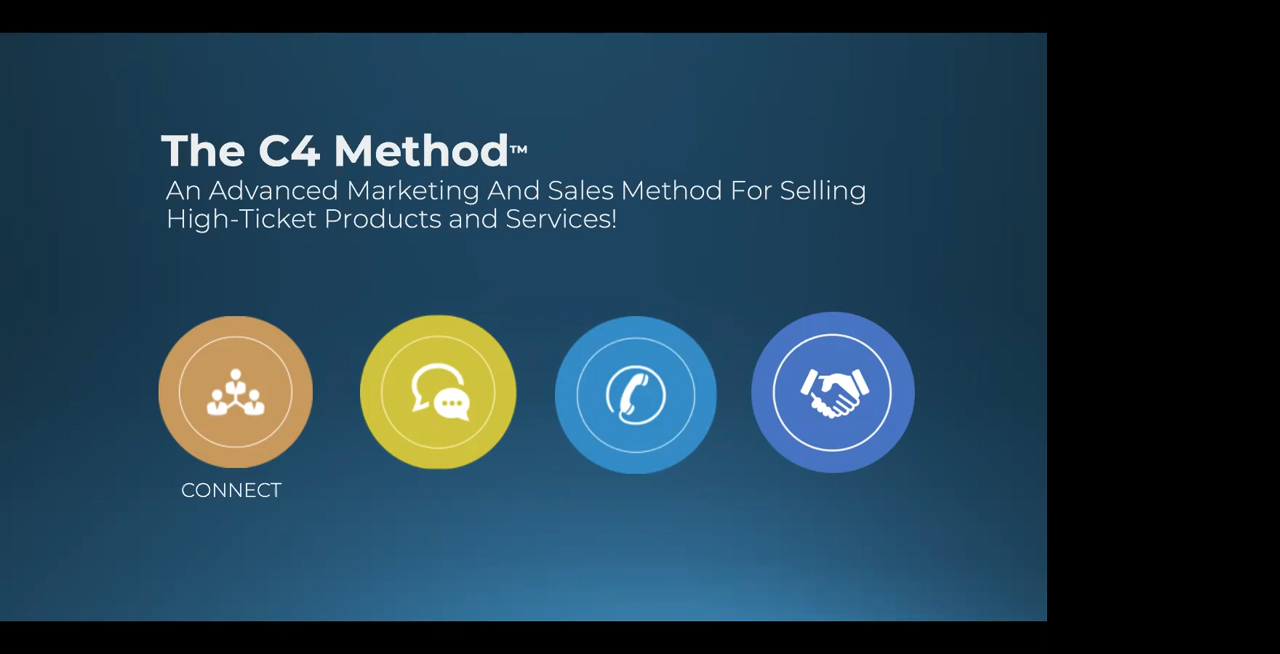 The C4 Method™
An Advanced Marketing And Sales Method For Selling
High-Ticket Products and Services!
CONNECT